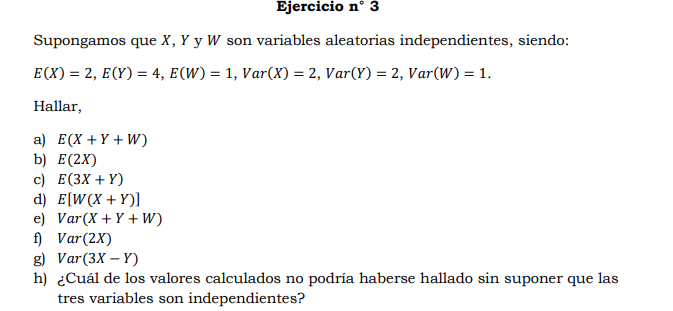 Ejercicio n° 3
Supongamos que X, Y y W son variables aleatorias independientes, siendo:
E(X) = 2, E(Y) = 4, E(W) = 1, Var(X) = 2, Var(Y) = 2, Var(W) = 1.
Hallar,
a) E(X + Y + W)
b) E(2X)
c) E(3X + Y)
d) E[W(X + Y)]
e) Var(X + Y + W)
f) Var(2X)
g) Var(3X − Y)
h) ¿Cuál de los valores calculados no podría haberse hallado sin suponer que las
tres variables son independientes?